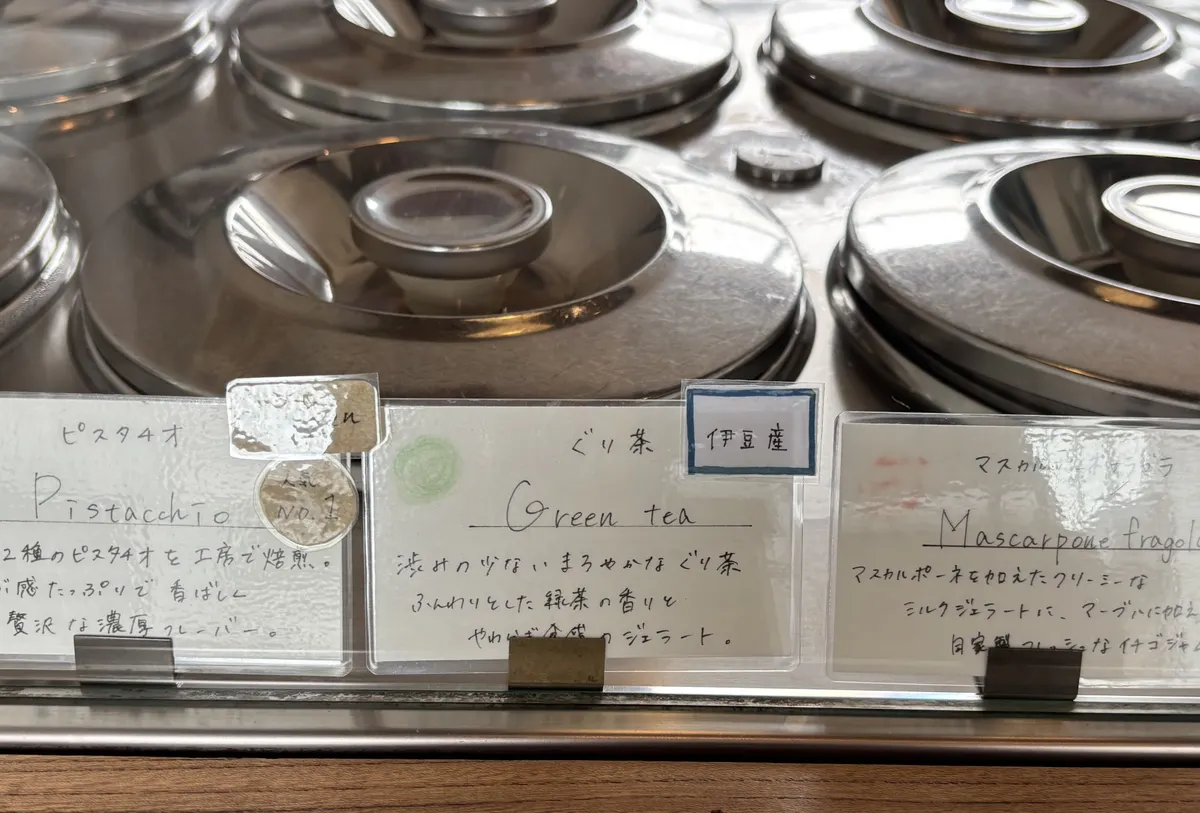 ピスタチオ
人気
NO.1
Pistacchio
2種のピスタチオを工房で焙煎。
感たっぷりで香ばしく
贅沢な濃厚フレーバー。
伊豆産
ぐり茶
Green tea
渋みの少ないまろやかなぐり茶
ふんわりとした緑茶の香りと
のジェラート。
マスカル
Mascarpone fragola
マスカルポーネを加えたクリーミーな
ミルクジェラートに、マーブルに加え
自家製フレッシュなイチゴジャ